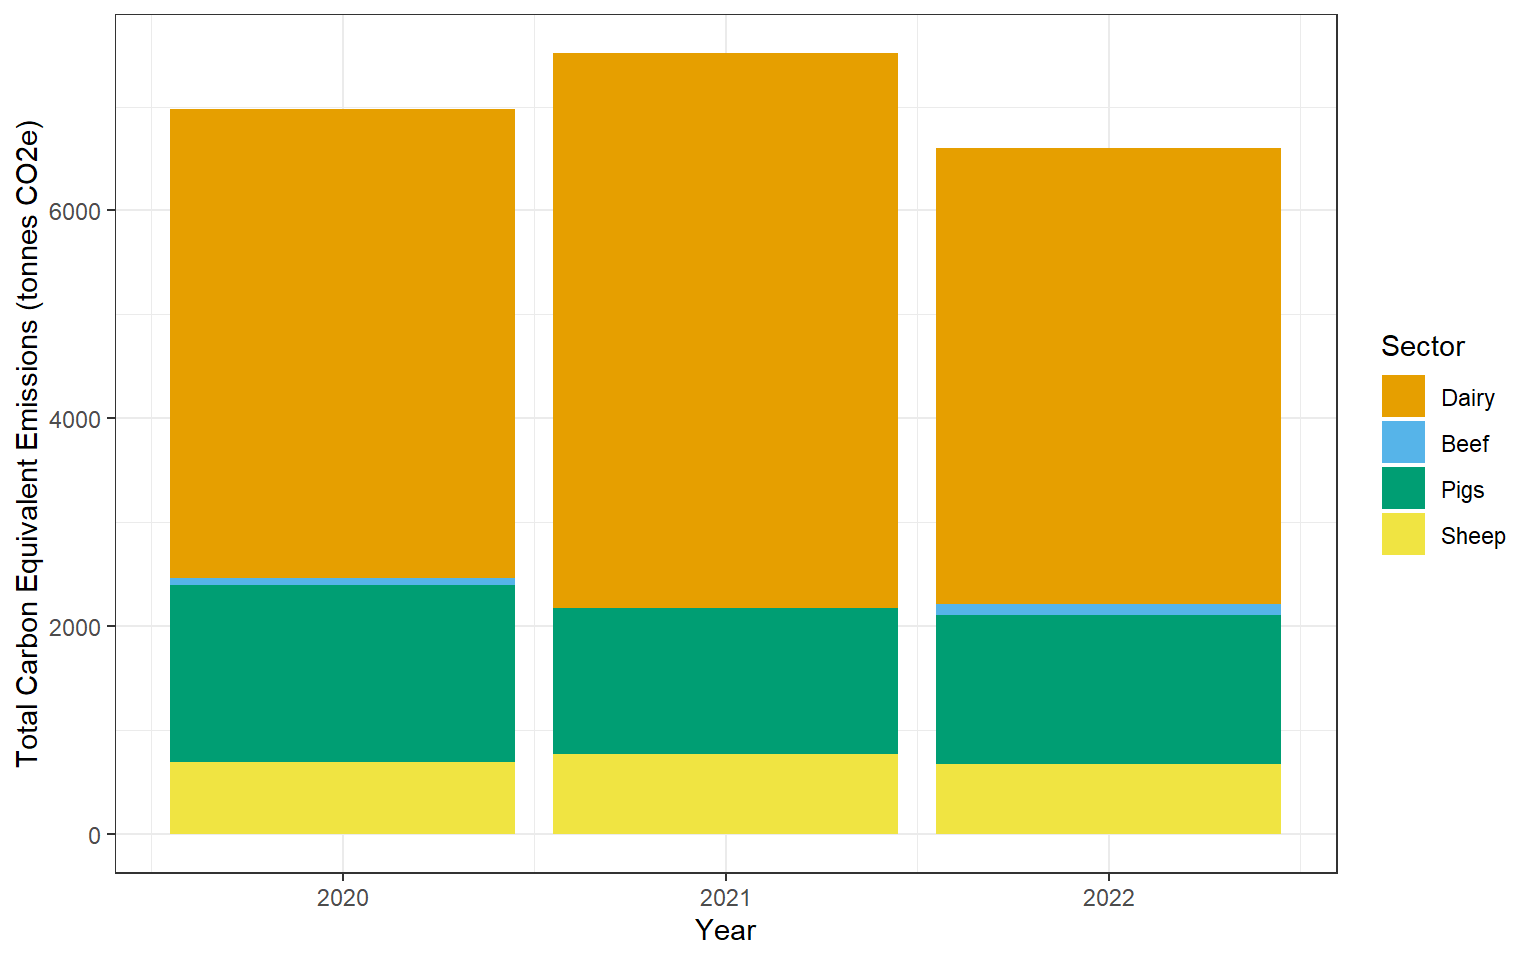 Total Carbon Equivalent Emissions (tonnes CO2e)
6000
4000
2000
0
2020
2021
2022
Year
Sector
Dairy
Beef
Pigs
Sheep